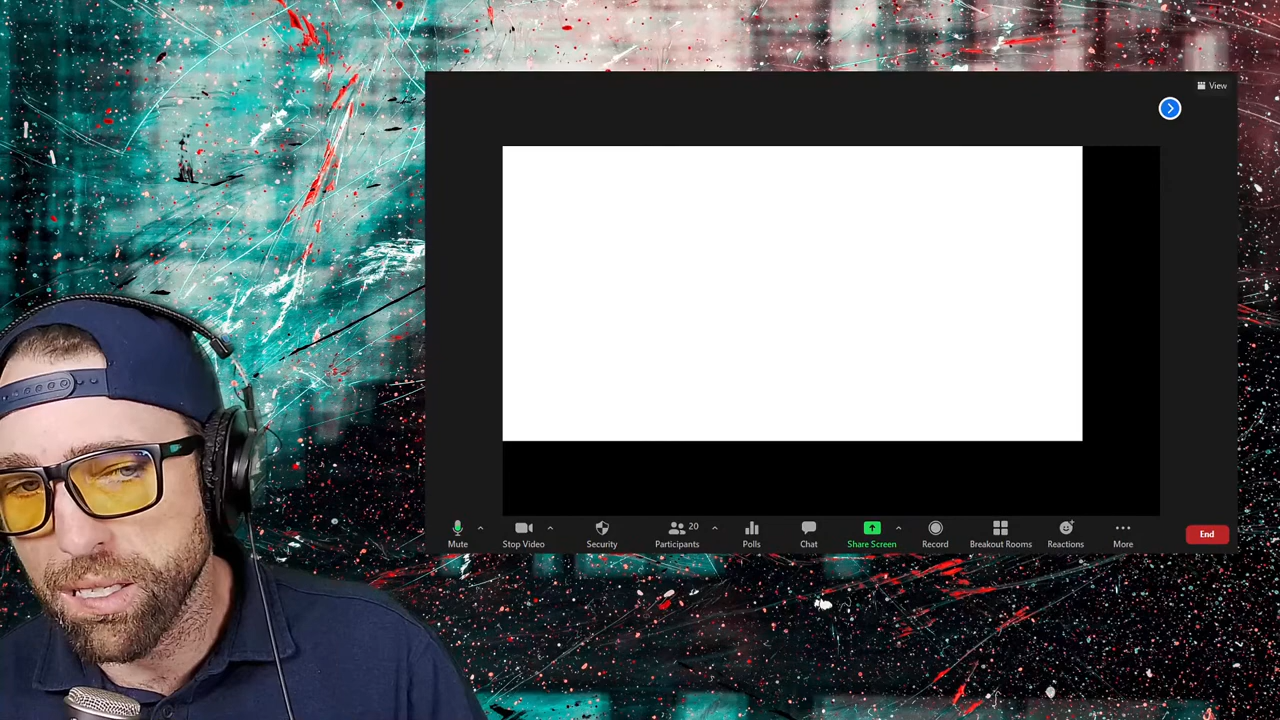 View
20
Mute
Stop Video
Security
Participants
Polls
Chat
Share Screen
Record
Breakout Rooms
Reactions
More
End